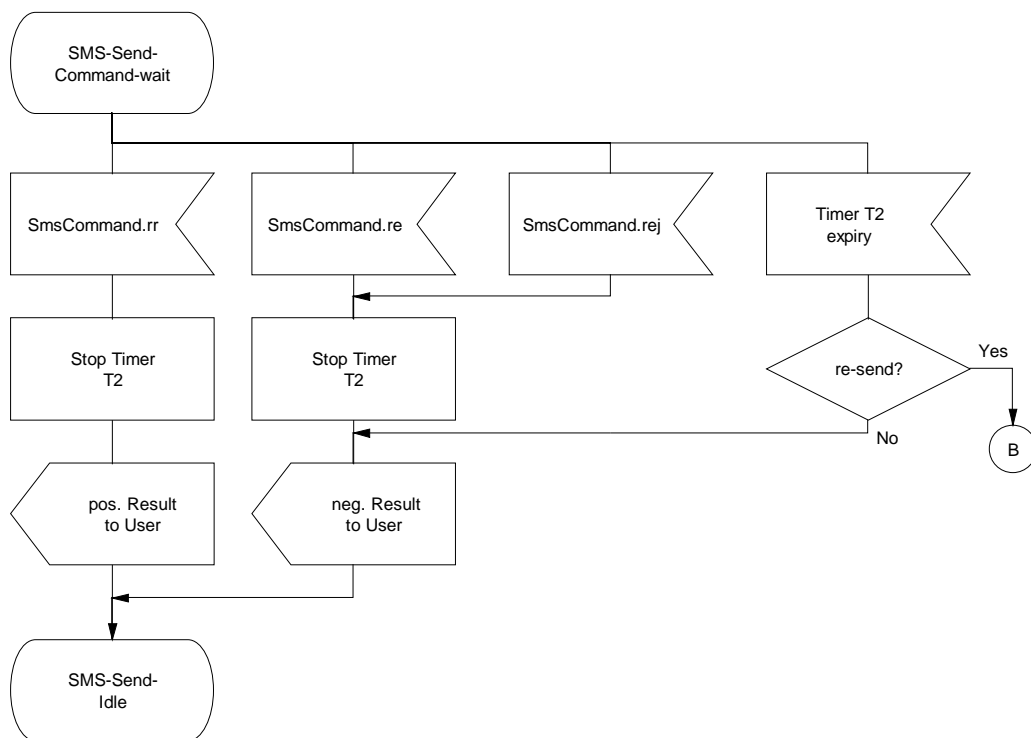 SMS-Send-
Command-wait
SmsCommand.rr
SmsCommand.re
SmsCommand.rej
Timer T2
expiry
Stop Timer
T2
Stop Timer
T2
re-send?
Yes
No
B
pos. Result
to User
neg. Result
to User
SMS-Send-
Idle